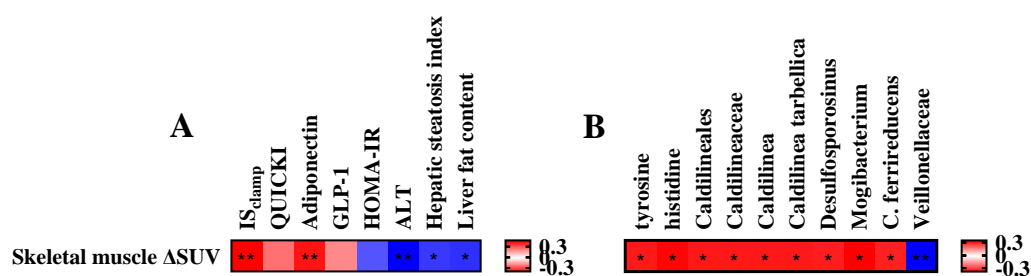 A
ISclamp
QUICKI
Adiponectin
GLP-1
HOMA-IR
ALT
Hepatic steatosis index
Liver fat content
Skeletal muscle ΔSUV
** ** ** * *
0.3
0
-0.3
B
tyrosine
histidine
Caldilineales
Caldilineaceae
Caldilinea
Caldilinea tarbellica
Desulfosporosinus
Mogibacterium
C. ferrireducens
Veillonellaceae
* * * * * * * * * **
0.3
0
-0.3